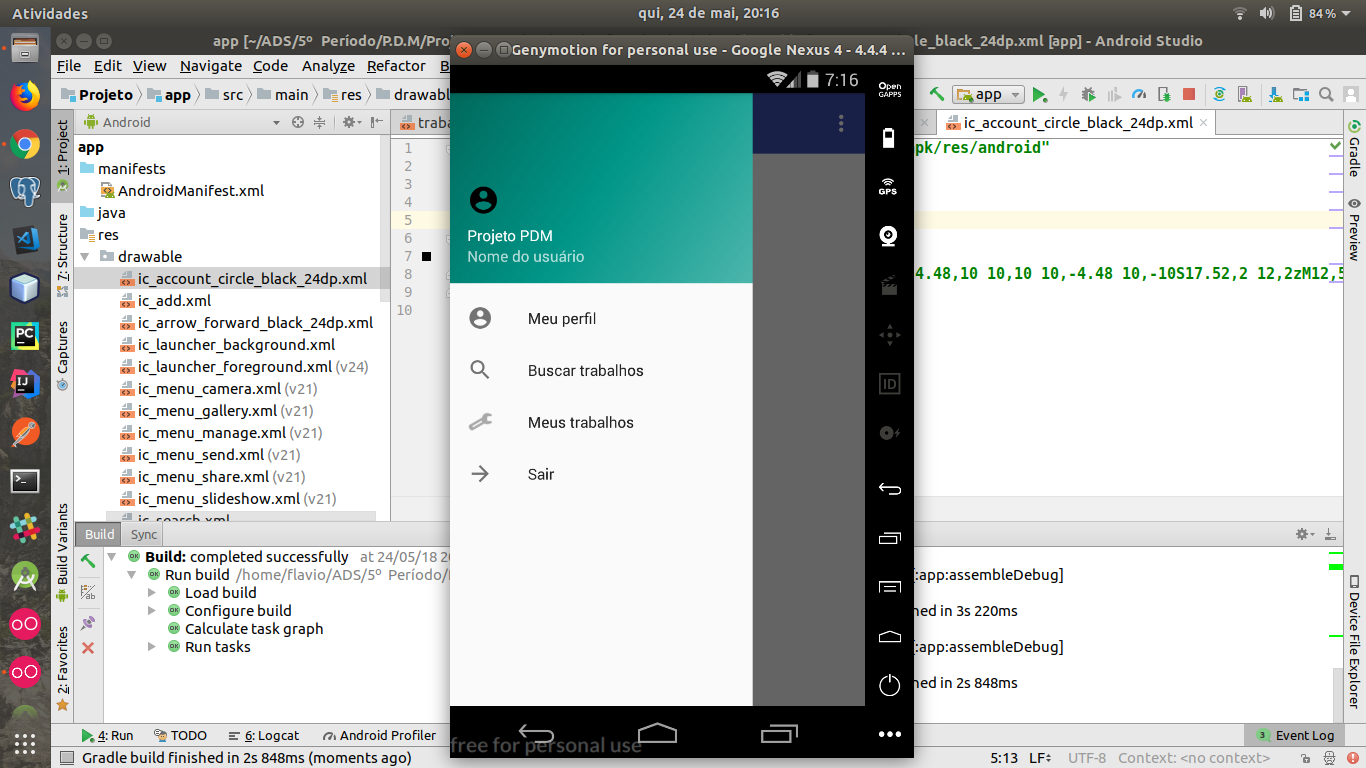 Atividades
qui, 24 de mai, 20:16
84 %
app [~/ADS/5º Período/P.D.M/Pro
Genymotion for personal use - Google Nexus 4 - 4.4.4 ...
le_black_24dp.xml [app] - Android Studio
File Edit View Navigate Code Analyze Refactor B
7:16
Open GAPPS
Projeto app src main res drawabl
app
Android
traba
ic_account_circle_black_24dp.xml
1: Project
7: Structure
Captures
Build Variants
2: Favorites
app
manifests
AndroidManifest.xml
java
res
drawable
ic_account_circle_black_24dp.xml
ic_add.xml
ic_arrow_forward_black_24dp.xml
ic_launcher_background.xml
ic_launcher_foreground.xml (v24)
ic_menu_camera.xml (v21)
ic_menu_gallery.xml (v21)
ic_menu_manage.xml (v21)
ic_menu_send.xml (v21)
ic_menu_share.xml (v21)
ic_menu_slideshow.xml (v21)
ic_search.xml
1
2
3
4
5
6
7
8
9
10
Projeto PDM
Nome do usuário
Meu perfil
Buscar trabalhos
Meus trabalhos
Sair
GPS
ID
pk/res/android"
4.48,10 10,10 10,-4.48 10,-10S17.52,2 12,2zM12,5
Gradle
Preview
Device File Explorer
Build Sync
Build: completed successfully at 24/05/18 2
Run build /home/flavio/ADS/5º Período/
Load build
Configure build
Calculate task graph
Run tasks
[:app:assembleDebug]
hed in 3s 220ms
[:app:assembleDebug]
hed in 2s 848ms
free for personal use
4: Run TODO 6: Logcat Android Profiler
3 Event Log
Gradle build finished in 2s 848ms (moments ago)
5:13 LF÷ UTF-8 Context: <no context>